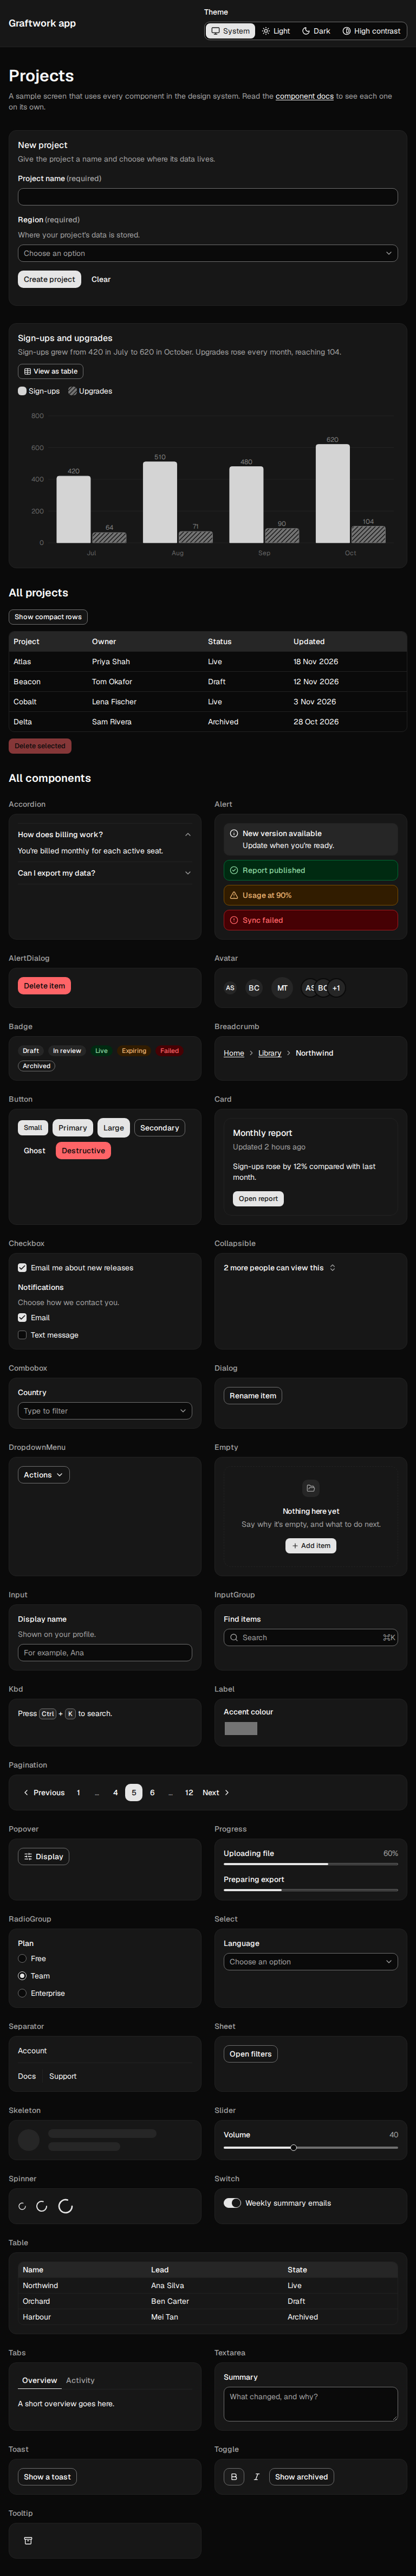 Graftwork app
Theme
System Light Dark High contrast
Projects
A sample screen that uses every component in the design system. Read the component docs to see each one
on its own.
New project
Give the project a name and choose where its data lives.
Project name (required)
Region (required)
Where your project's data is stored.
Choose an option
Create project Clear
Sign-ups and upgrades
Sign-ups grew from 420 in July to 620 in October. Upgrades rose every month, reaching 104.
View as table
Sign-ups Upgrades
800
600
400
200
0
420 64 510 71 480 90 620 104
Jul Aug Sep Oct
All projects
Show compact rows
Project Owner Status Updated
Atlas Priya Shah Live 18 Nov 2026
Beacon Tom Okafor Draft 12 Nov 2026
Cobalt Lena Fischer Live 3 Nov 2026
Delta Sam Rivera Archived 28 Oct 2026
Delete selected
All components
Accordion
How does billing work?
You're billed monthly for each active seat.
Can I export my data?
Alert
New version available
Update when you're ready.
Report published
Usage at 90%
Sync failed
AlertDialog
Delete item
Avatar
AS BC MT AS BC +1
Badge
Draft In review Live Expiring Failed
Archived
Breadcrumb
Home Library Northwind
Button
Small Primary Large Secondary
Ghost Destructive
Card
Monthly report
Updated 2 hours ago
Sign-ups rose by 12% compared with last
month.
Open report
Checkbox
Email me about new releases
Notifications
Choose how we contact you.
Email
Text message
Collapsible
2 more people can view this
Combobox
Country
Type to filter
Dialog
Rename item
DropdownMenu
Actions
Empty
Nothing here yet
Say why it's empty, and what to do next.
Add item
Input
Display name
Shown on your profile.
For example, Ana
InputGroup
Find items
Search ⌘K
Kbd
Press Ctrl + K to search.
Label
Accent colour
Pagination
Previous 1 … 4 5 6 … 12 Next
Popover
Display
Progress
Uploading file 60%
Preparing export
RadioGroup
Plan
Free
Team
Enterprise
Select
Language
Choose an option
Separator
Account
Docs Support
Sheet
Open filters
Skeleton
Slider
Volume 40
Spinner
Switch
Weekly summary emails
Table
Name Lead State
Northwind Ana Silva Live
Orchard Ben Carter Draft
Harbour Mei Tan Archived
Tabs
Overview Activity
A short overview goes here.
Textarea
Summary
What changed, and why?
Toast
Show a toast
Toggle
B I Show archived
Tooltip